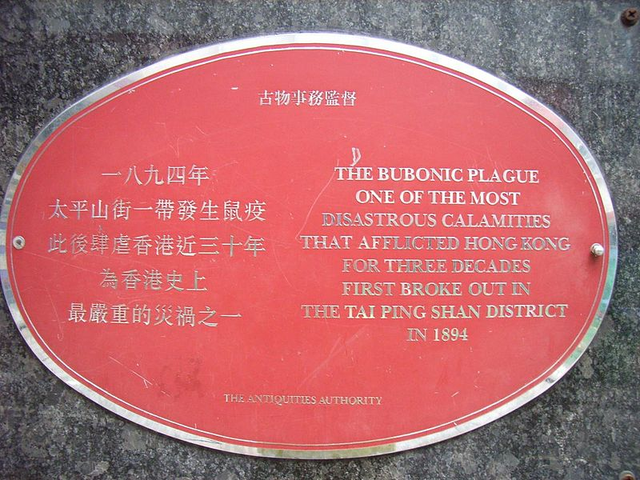 古物事務監督
一八九四年
太平山街一帶發生鼠疫
此後肆虐香港近三十年
為香港史上
最嚴重的災禍之一
THE BUBONIC PLAGUE
ONE OF THE MOST
DISASTROUS CALAMITIES
THAT AFFLICTED HONG KONG
FOR THREE DECADES
FIRST BROKE OUT IN
THE TAI PING SHAN DISTRICT
IN 1894
THE ANTIQUITIES AUTHORITY